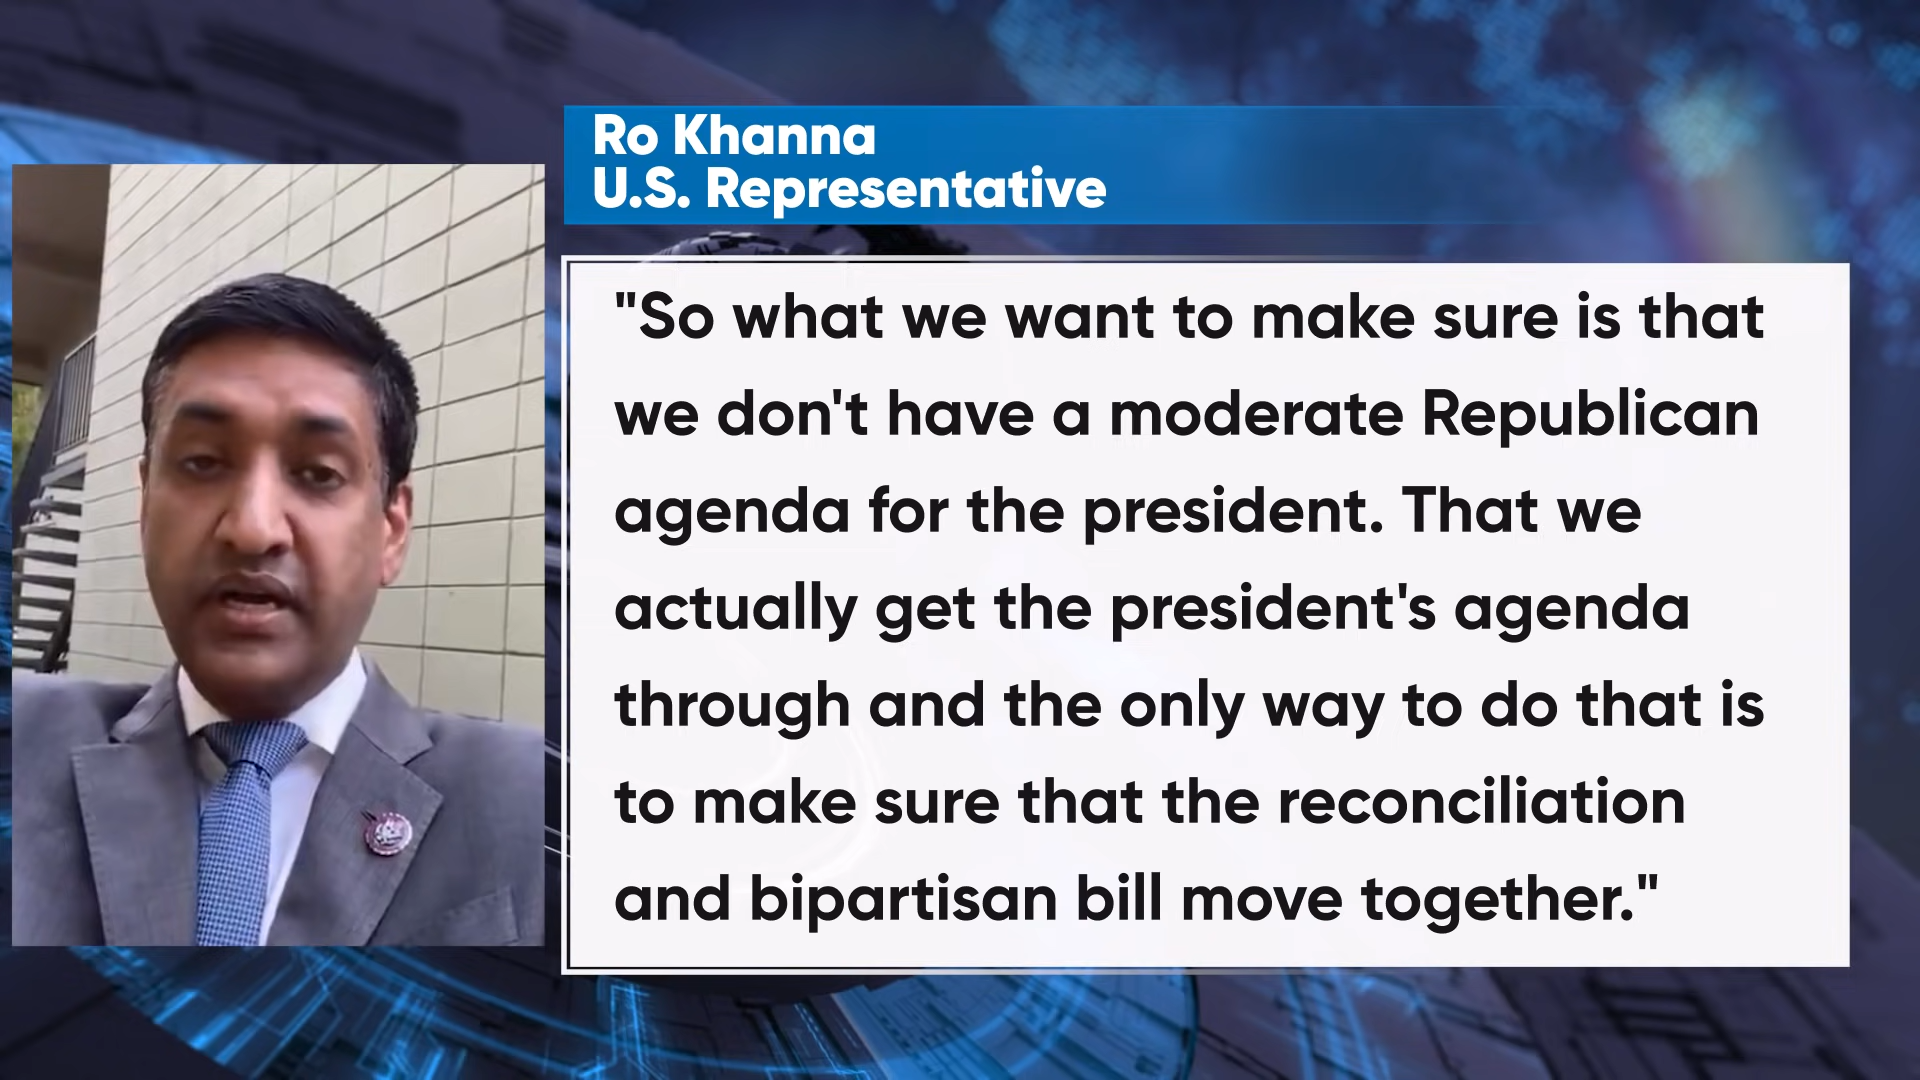 Ro Khanna
U.S. Representative
"So what we want to make sure is that
we don't have a moderate Republican
agenda for the president. That we
actually get the president's agenda
through and the only way to do that is
to make sure that the reconciliation
and bipartisan bill move together."